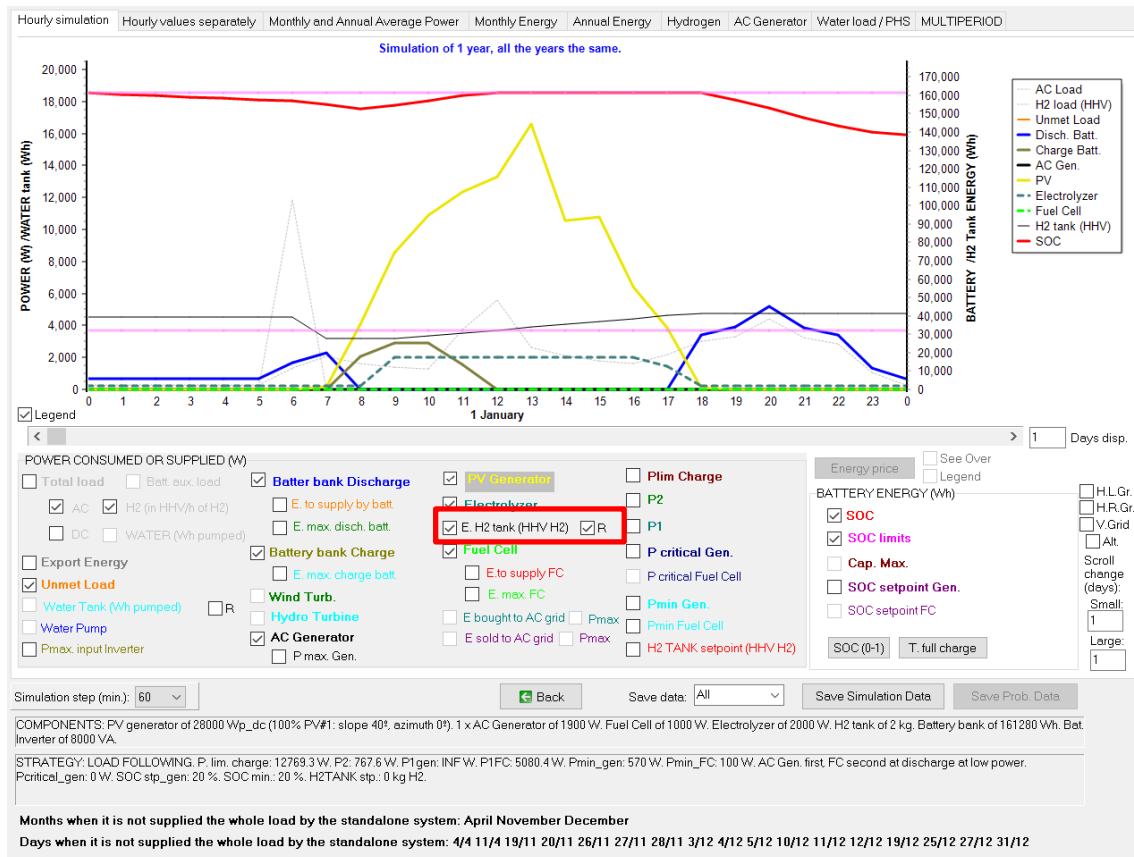 Hourly simulation Hourly values separately Monthly and Annual Average Power Monthly Energy Annual Energy Hydrogen AC Generator Water load / PHS MULTIPERIOD
Simulation of 1 year, all the years the same.
POWER (W) /WATER tank (Wh)
20,000
18,000
16,000
14,000
12,000
10,000
8,000
6,000
4,000
2,000
0
0 1 2 3 4 5 6 7 8 9 10 11 12 13 14 15 16 17 18 19 20 21 22 23 0
1 January
170,000
160,000
150,000
140,000
130,000
120,000
110,000
100,000
90,000
80,000
70,000
60,000
50,000
40,000
30,000
20,000
10,000
0
BATTERY /H2 Tank ENERGY (Wh)
AC Load
H2 load (HHV)
Unmet Load
Disch. Batt.
Charge Batt.
AC Gen.
PV
Electrolyzer
Fuel Cell
H2 tank (HHV)
SOC
Legend
1 Days disp.
POWER CONSUMED OR SUPPLIED (W)
Total load Batt. aux. load
AC H2 (in HHV/h of H2)
DC WATER (Wh pumped)
Export Energy
Unmet Load
Water Tank (Wh pumped) R
Water Pump
Pmax. input Inverter
Batter bank Discharge
E. to supply by batt.
E. max. disch. batt.
Battery bank Charge
E. max. charge batt.
Wind Turb.
Hydro Turbine
AC Generator
P max. Gen.
PV Generator
Electrolyzer
E. H2 tank (HHV H2) R
Fuel Cell
E.to supply FC
E. max. FC
E bought to AC grid Pmax
E sold to AC grid Pmax
Plim Charge
P2
P1
P critical Gen.
P critical Fuel Cell
Pmin Gen.
Pmin Fuel Cell
H2 TANK setpoint (HHV H2)
Energy price See Over
Legend
BATTERY ENERGY (Wh)
SOC
SOC limits
Cap. Max.
SOC setpoint Gen.
SOC setpoint FC
SOC (0-1) T. full charge
H.L.Gr.
H.R.Gr.
V.Grid
Alt.
Scroll
change
(days):
Small:
1
Large:
1
Simulation step (min.): 60 Back Save data: All Save Simulation Data Save Prob. Data
COMPONENTS: PV generator of 28000 Wp_dc (100% PV#1: slope 40º, azimuth 0º). 1 x AC Generator of 1900 W. Fuel Cell of 1000 W. Electrolyzer of 2000 W. H2 tank of 2 kg. Battery bank of 161280 Wh. Bat.
Inverter of 8000 VA.
STRATEGY: LOAD FOLLOWING. P. lim. charge: 12769.3 W. P2: 767.6 W. P1gen: INF W. P1FC: 5080.4 W. Pmin_gen: 570 W. Pmin_FC: 100 W. AC Gen. first, FC second at discharge at low power.
Pcritical_gen: 0 W. SOC stp_gen: 20 %. SOC min.: 20 %. H2TANK stp.: 0 kg H2.
Months when it is not supplied the whole load by the standalone system: April November December
Days when it is not supplied the whole load by the standalone system: 4/4 11/4 19/11 20/11 26/11 27/11 28/11 3/12 4/12 5/12 10/12 11/12 12/12 19/12 25/12 27/12 31/12